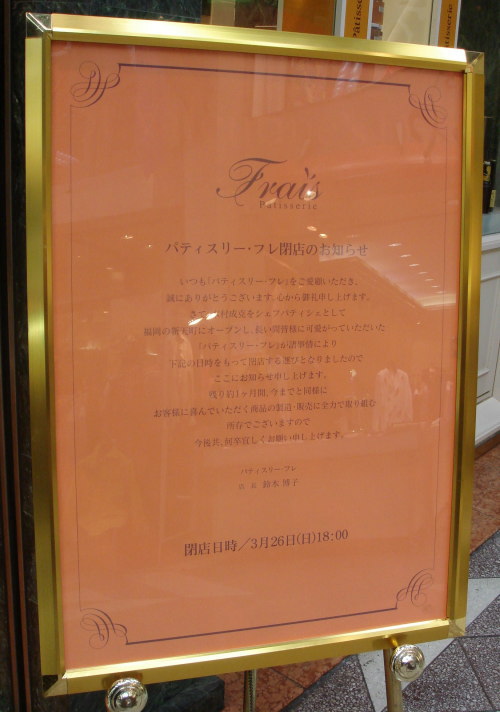 Pâtisse
isserie
Frais
Patisserie
パティスリー・フレ閉店のお知らせ
いつも「パティスリー・フレ」をご愛顧いただき、
誠にありがとうございます。心から御礼申し上げます。
村成克をシェフパティシエとして
福岡の新天町にオープンし、長い間皆様に可愛がっていただいた
「パティスリー・フレ」が諸事情により
下記の日時をもって閉店する運びとなりましたので
ここにお知らせ申し上げます。
残り約1ヶ月間、今までと同様に
お客様に喜んでいただく商品の製造・販売に全力で取り組む
所存でございますので
今後共、何卒宜しくお願い申し上げます。
パティスリー・フレ
店 長 鈴木 博子
閉店日時／3月26日(日)18:00